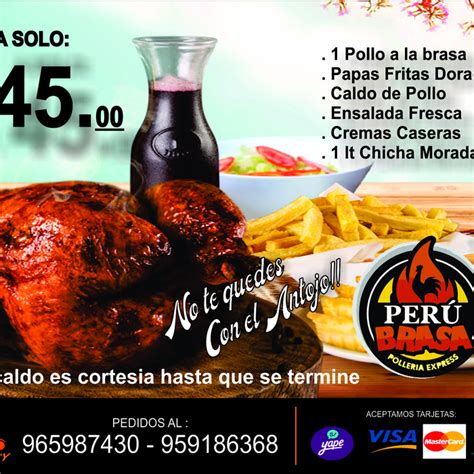 A SOLO:
45.00
. 1 Pollo a la brasa
. Papas Fritas Dora
. Caldo de Pollo
. Ensalada Fresca
. Cremas Caseras
. 1 lt Chicha Morada
No te quedes
Con el Antojo!!
PERÚ
BRASA
POLLERIA EXPRESS
caldo es cortesia hasta que se termine
PEDIDOS AL :
965987430 - 959186368
ry
yape
ACEPTAMOS TARJETAS:
VISA
MasterCard